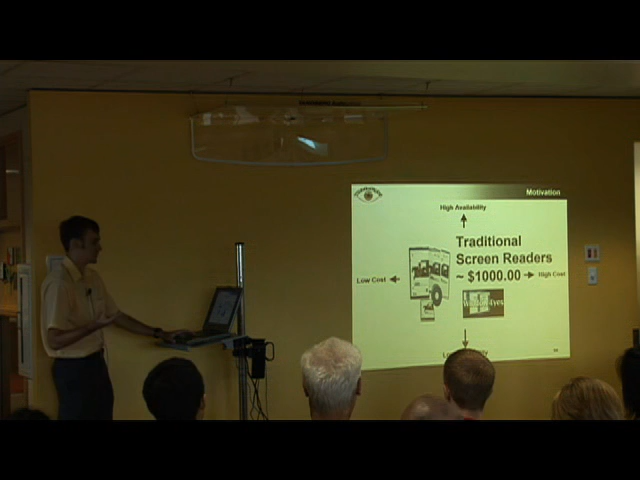 Motivation
High Availability
Traditional
Screen Readers
~ $1000.00
Low Cost
High Cost